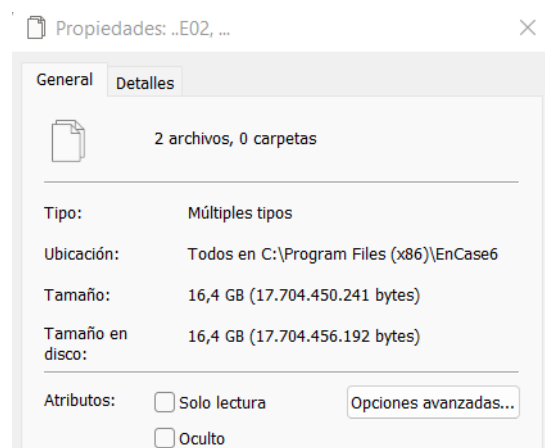 Propiedades: ..E02, ...
General Detalles
2 archivos, 0 carpetas
Tipo: Múltiples tipos
Ubicación: Todos en C:\Program Files (x86)\EnCase6
Tamaño: 16,4 GB (17.704.450.241 bytes)
Tamaño en disco: 16,4 GB (17.704.456.192 bytes)
Atributos: Solo lectura Opciones avanzadas...
Oculto